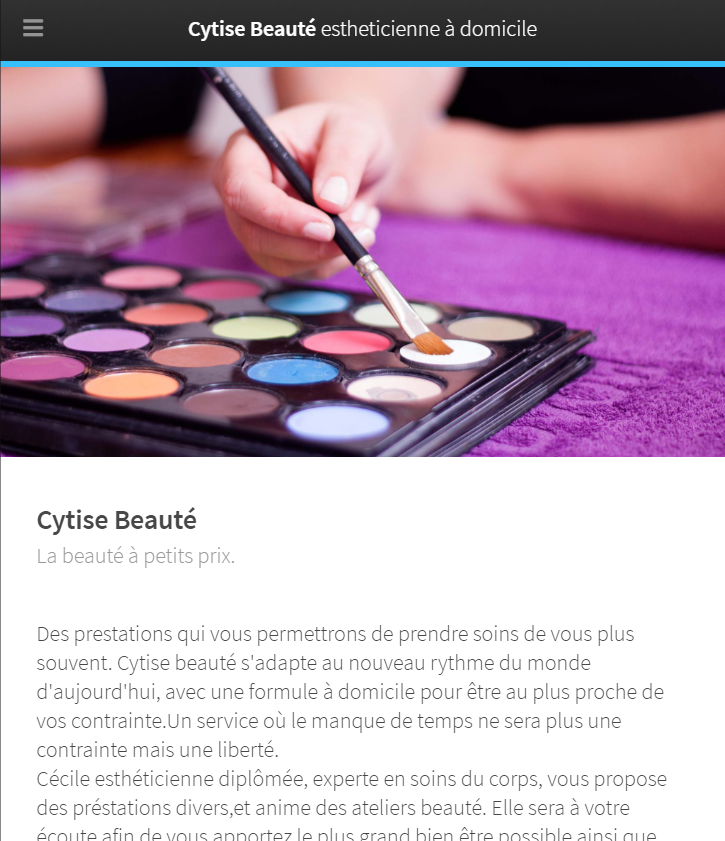 Cytise Beauté estheticienne à domicile
Cytise Beauté
La beauté à petits prix.
Des prestations qui vous permettrons de prendre soins de vous plus
souvent. Cytise beauté s'adapte au nouveau rythme du monde
d'aujourd'hui, avec une formule à domicile pour être au plus proche de
vos contrainte.Un service où le manque de temps ne sera plus une
contrainte mais une liberté.
Cécile esthéticienne diplômée, experte en soins du corps, vous propose
des préstations divers,et anime des ateliers beauté. Elle sera à votre
écoute afin de vous apportez le plus grand bien être possible ainsi que